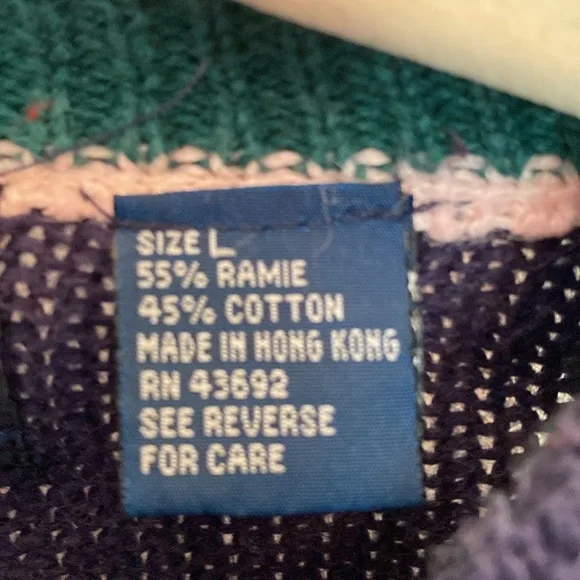 SIZE L
55% RAMIE
45% COTTON
MADE IN HONG KONG
RN 43692
SEE REVERSE
FOR CARE